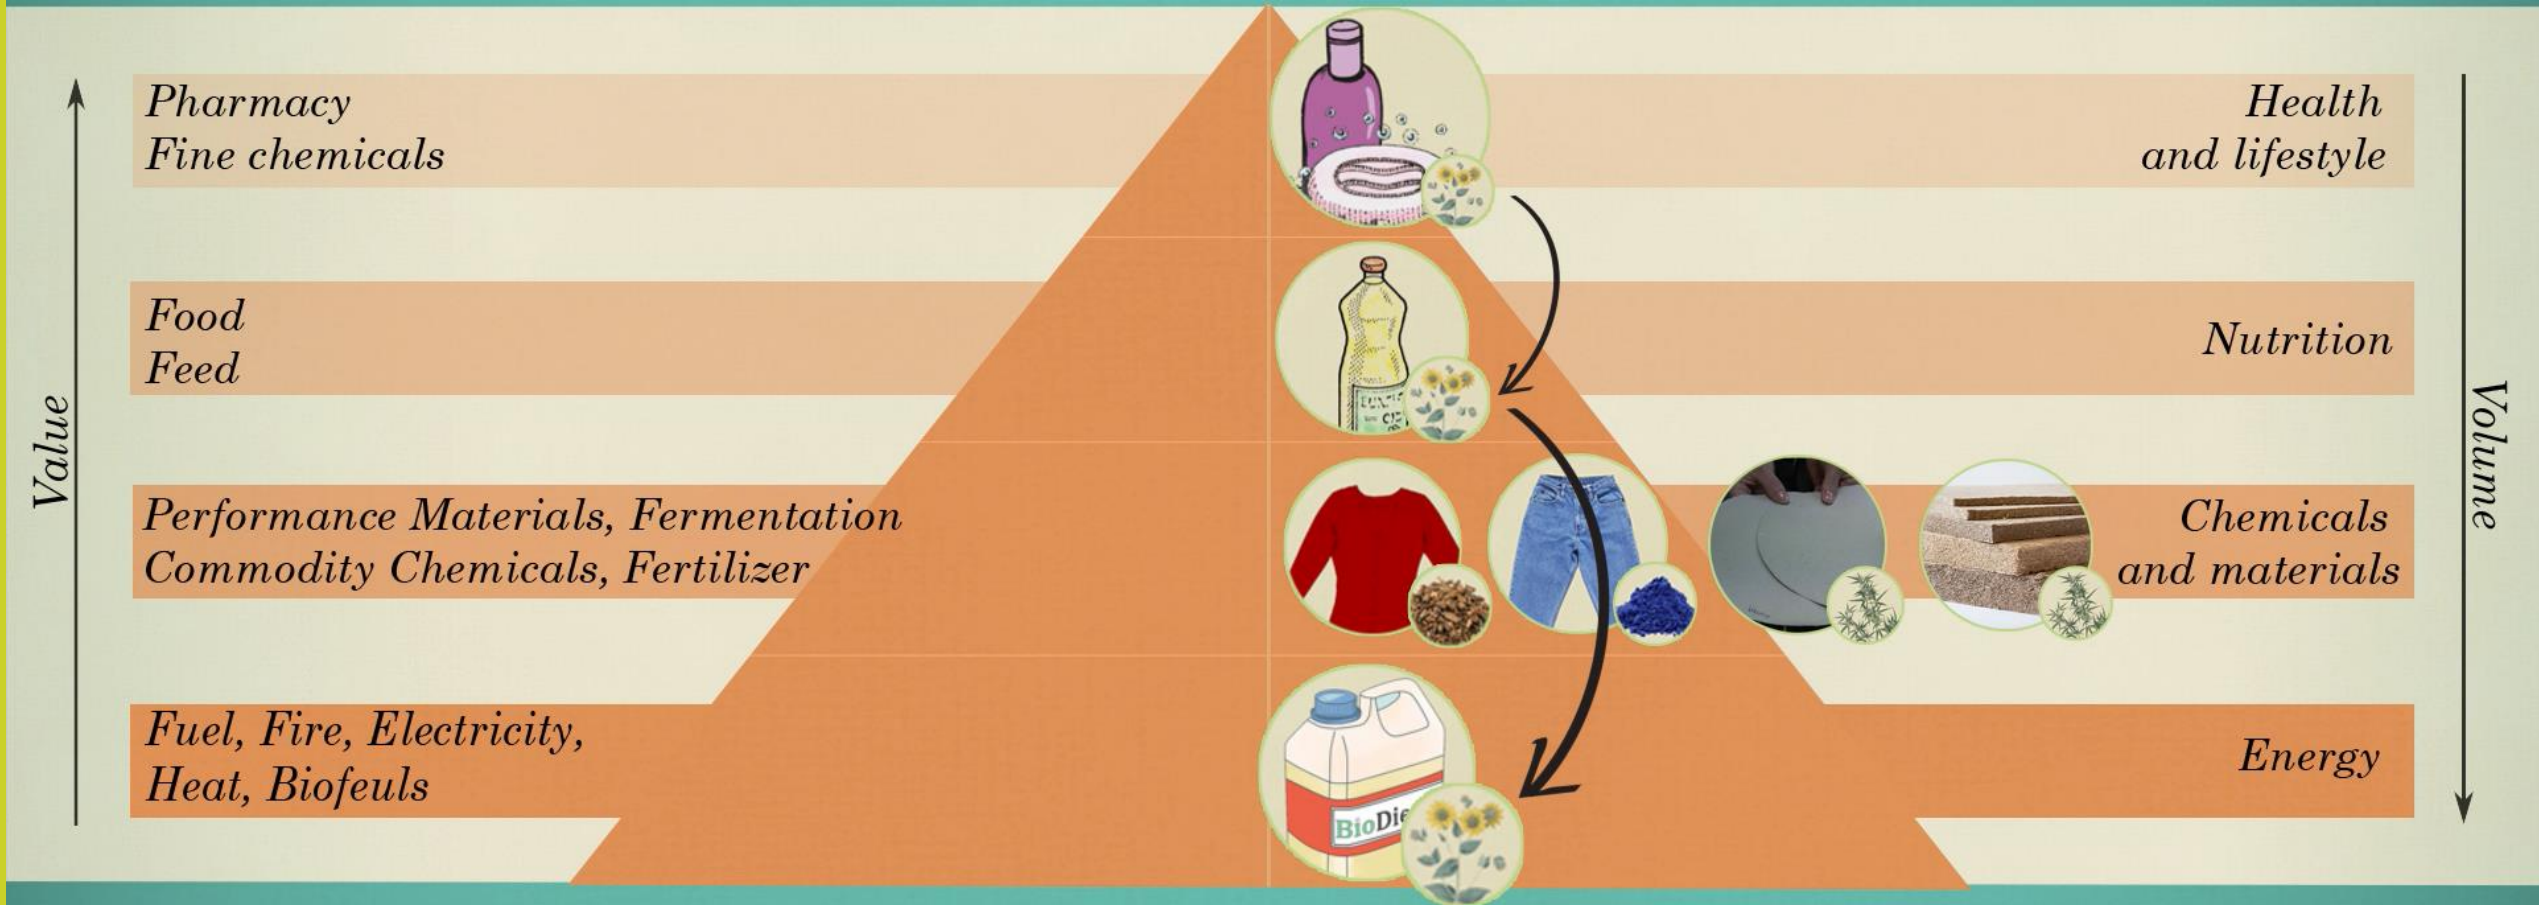 Value
Pharmacy
Fine chemicals
Health
and lifestyle
Food
Feed
Nutrition
Performance Materials, Fermentation
Commodity Chemicals, Fertilizer
Chemicals
and materials
Fuel, Fire, Electricity,
Heat, Biofeuls
Energy
BioDie
Volume